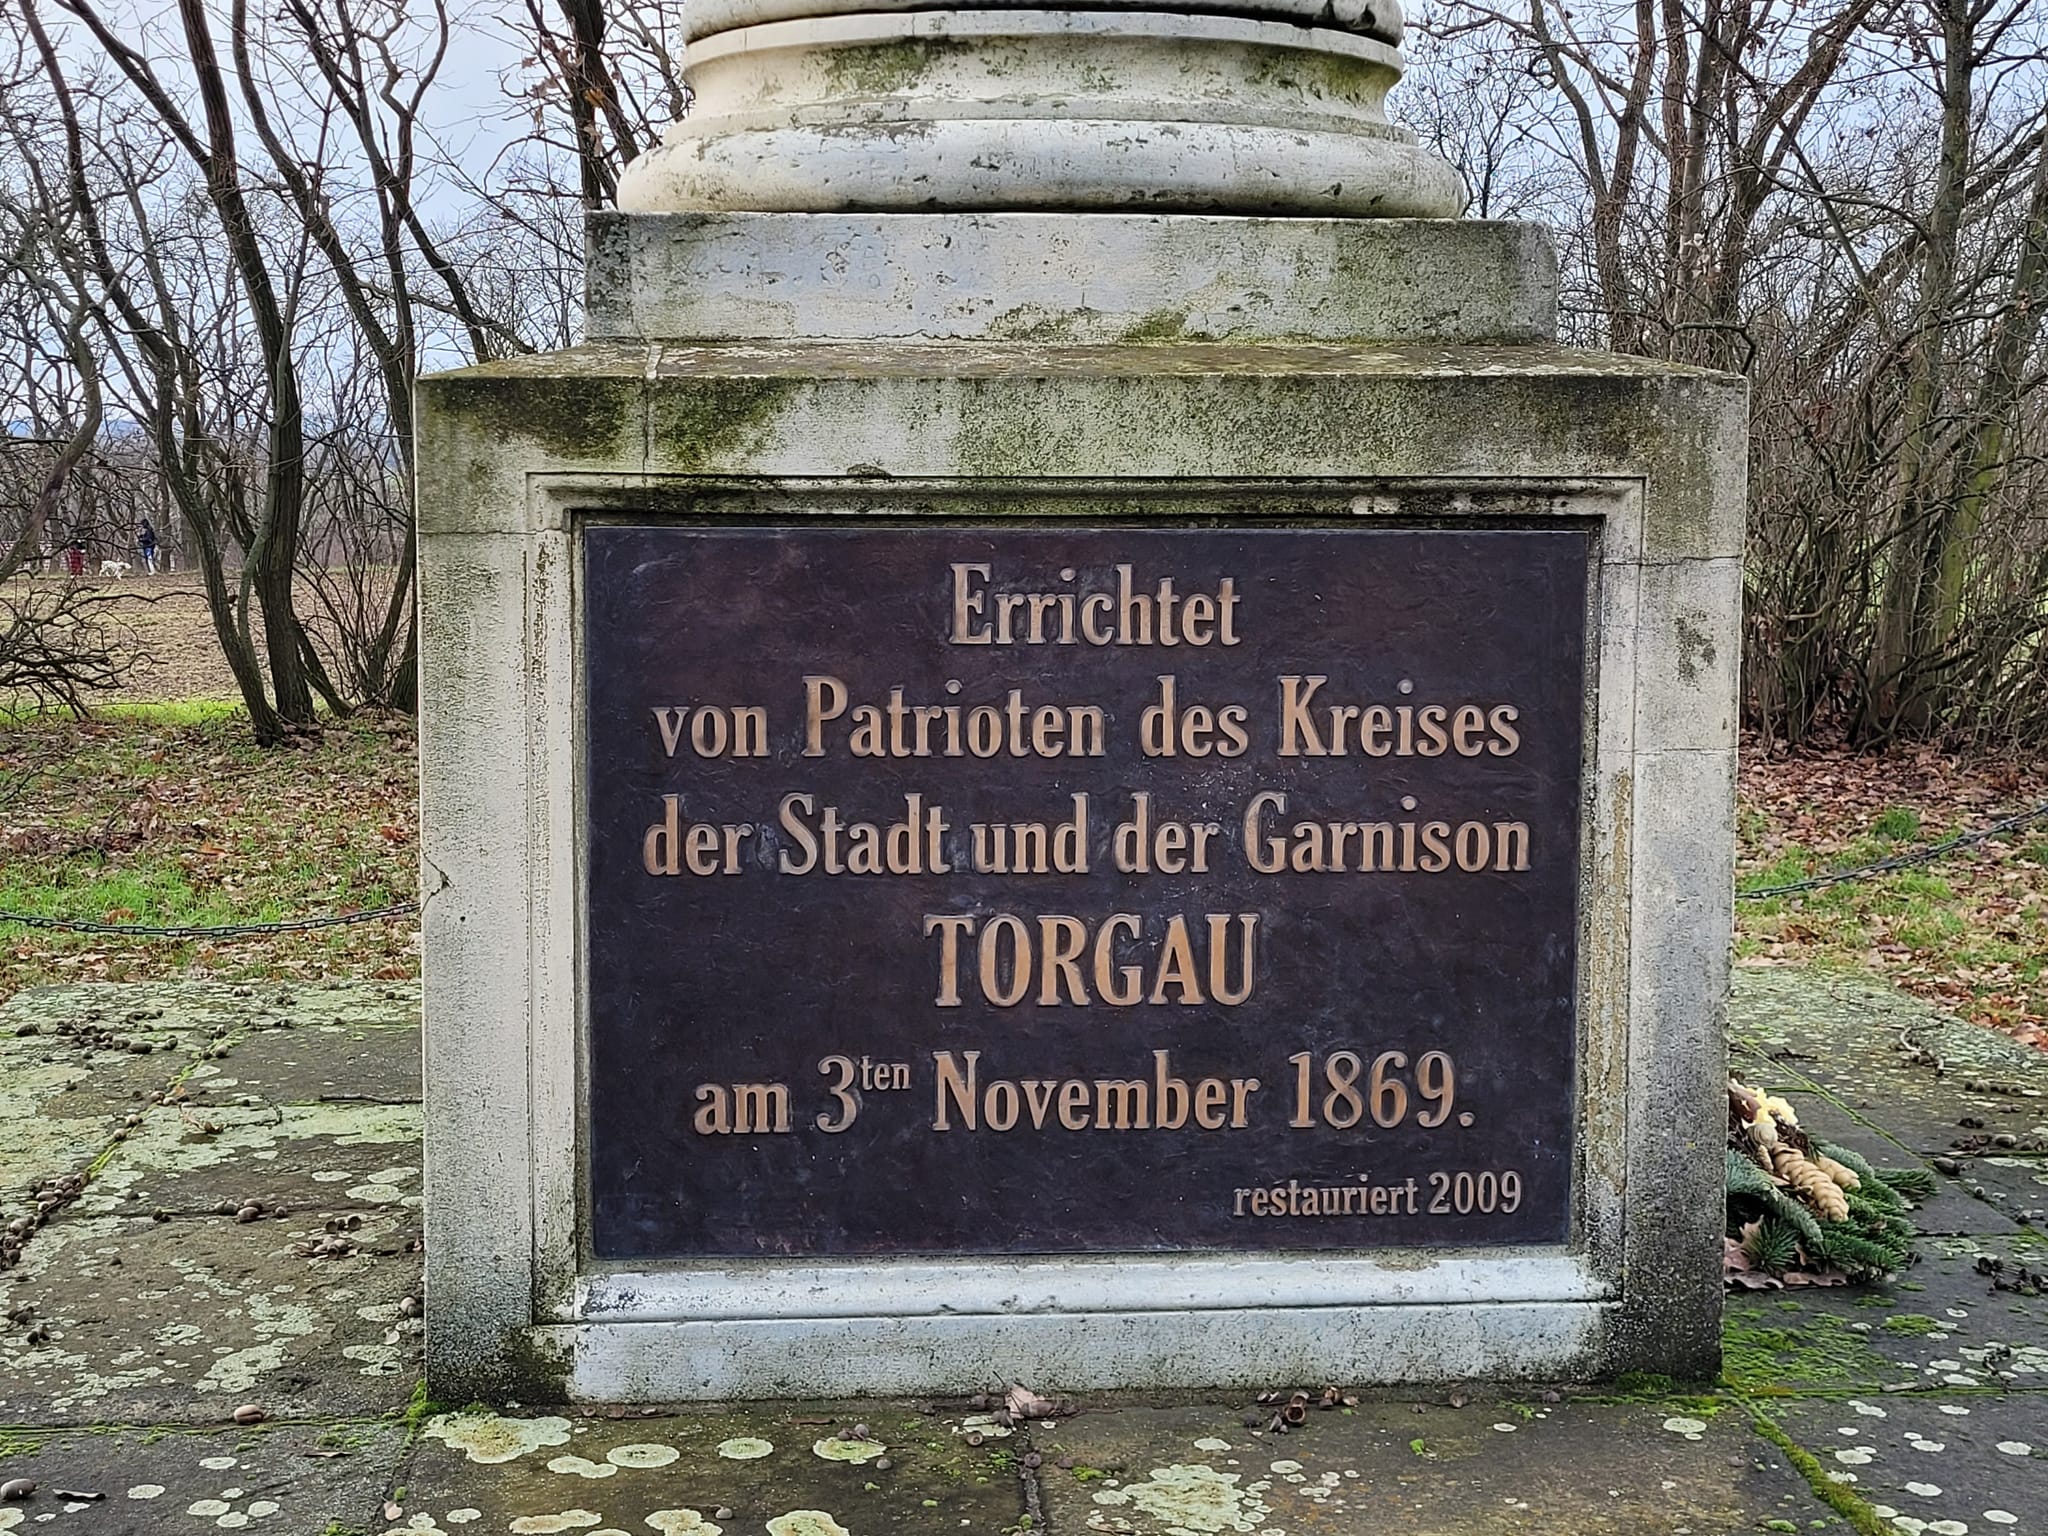 Errichtet
von Patrioten des Kreises
der Stadt und der Garnison
TORGAU
am 3ten November 1869.
restauriert 2009